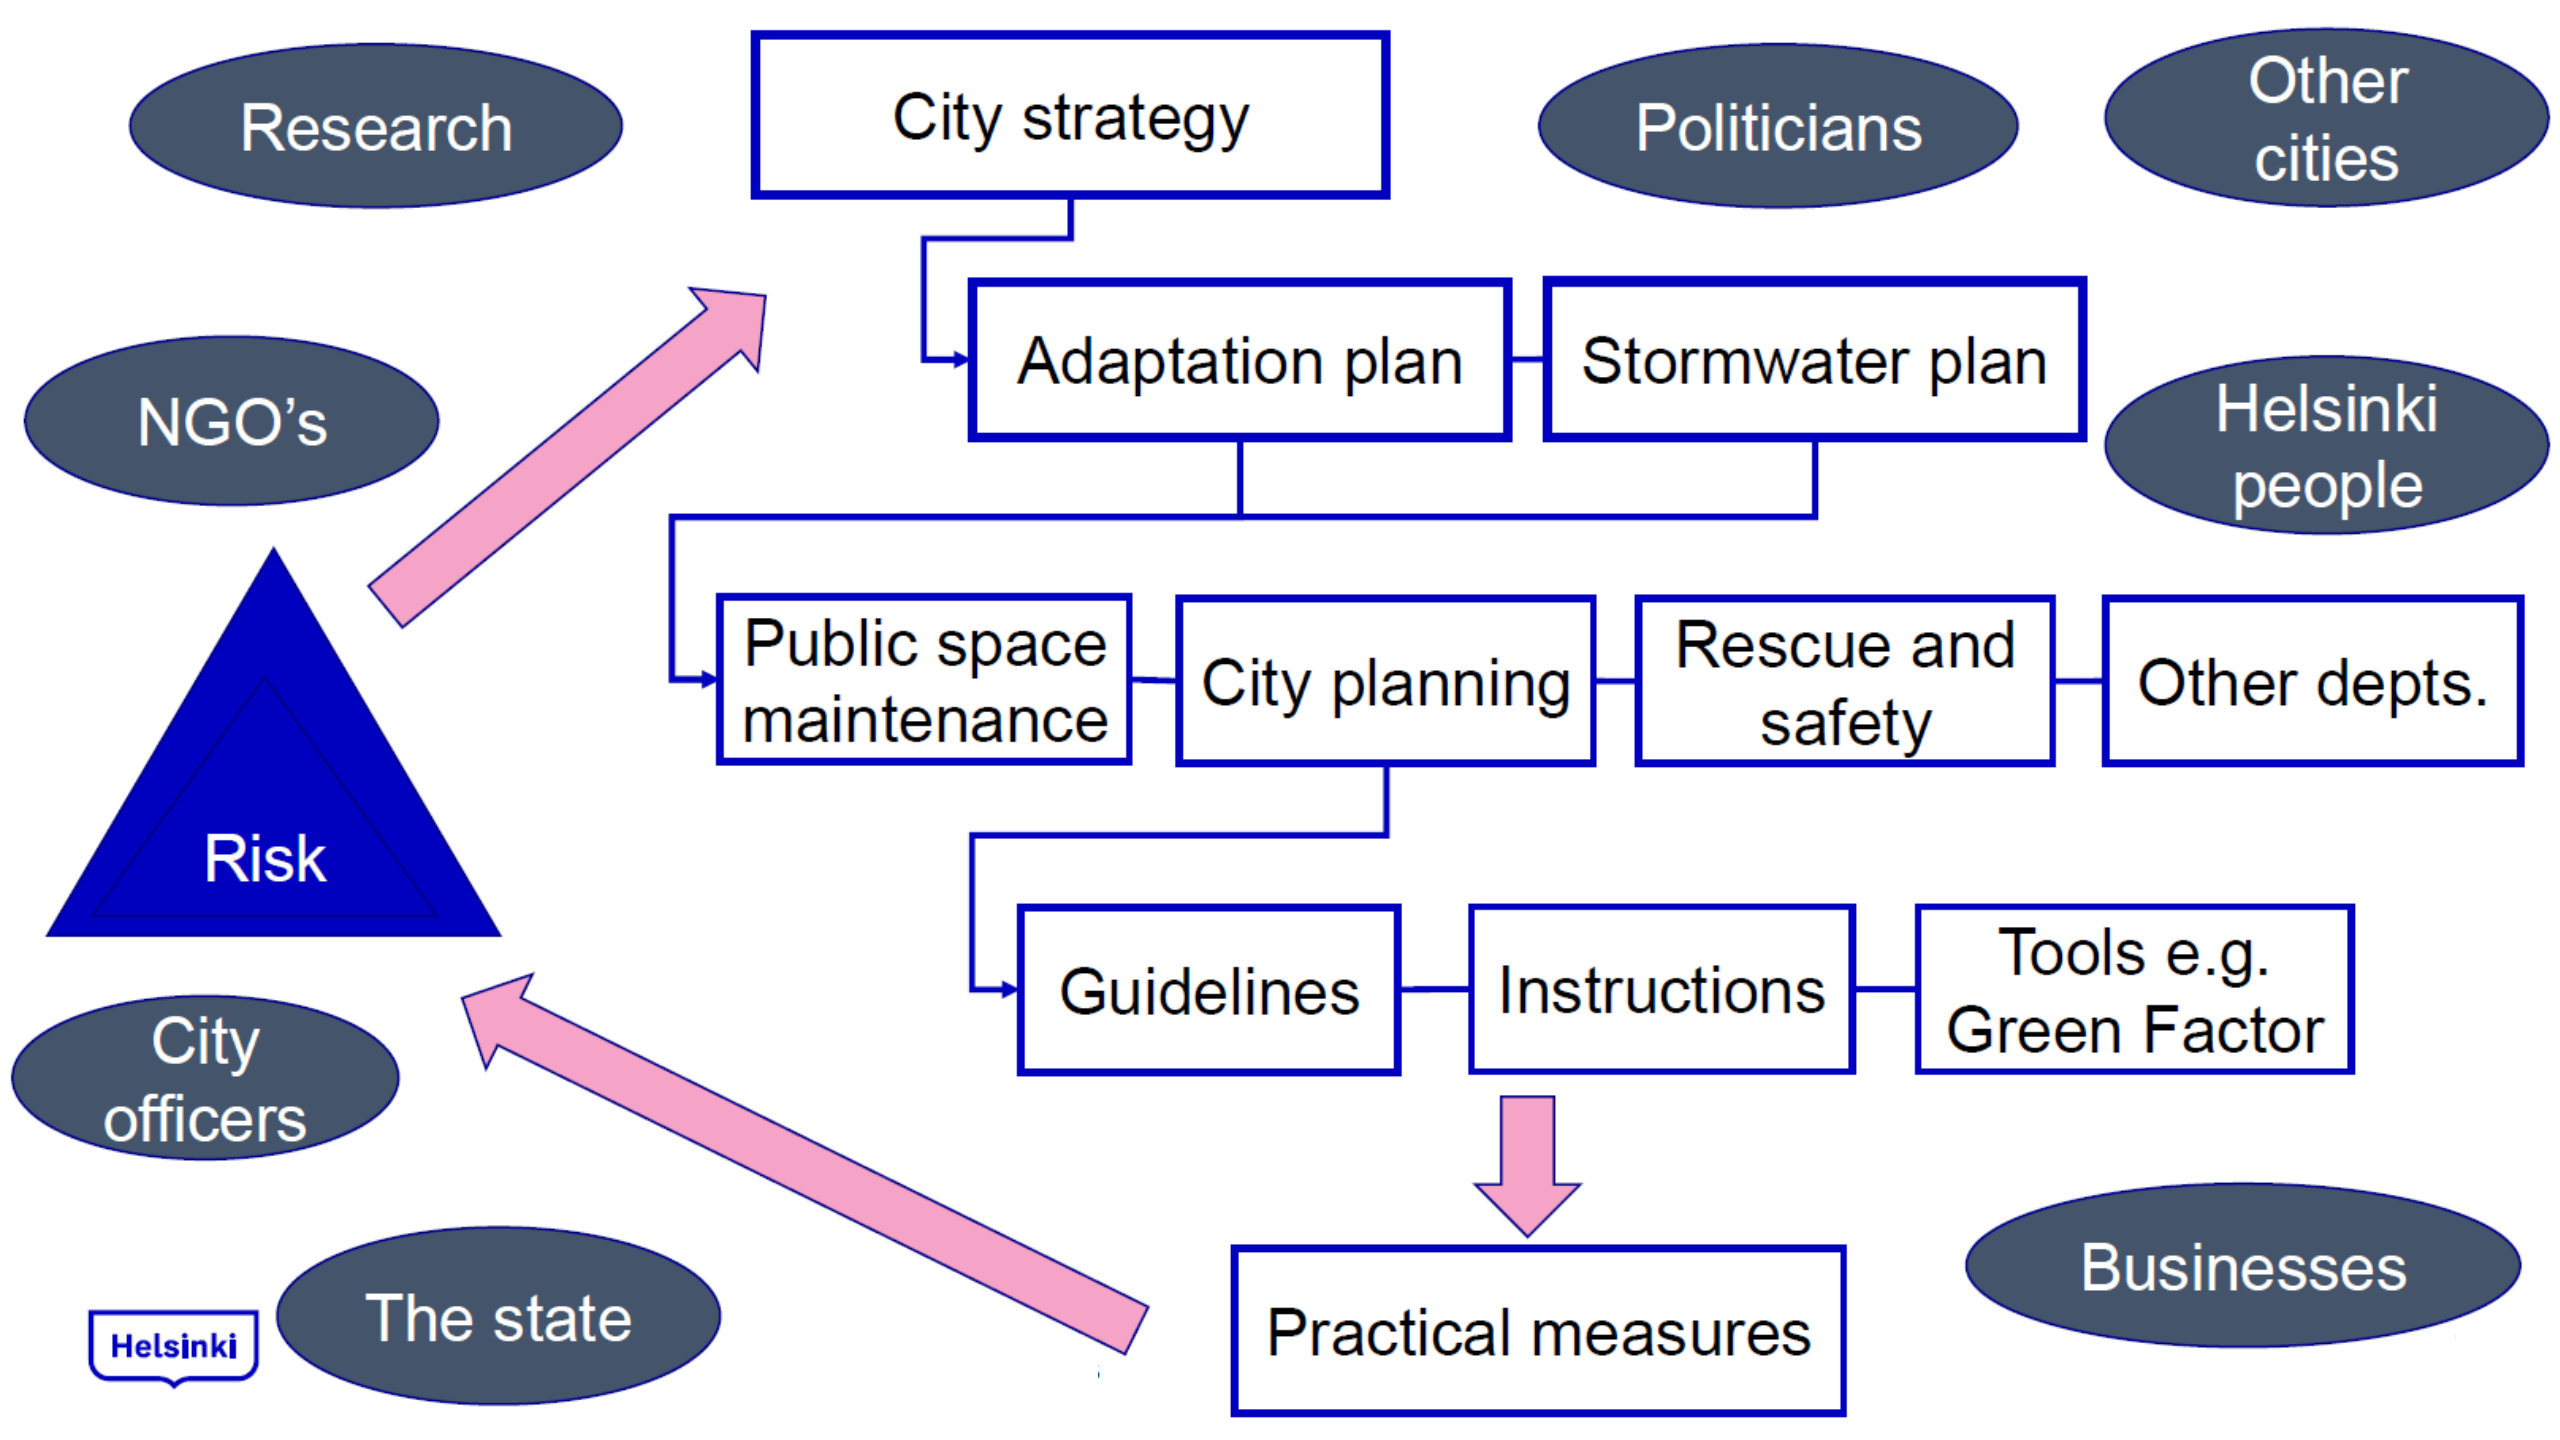 Research
City strategy
Politicians
Other
cities
NGO's
Adaptation plan
Stormwater plan
Helsinki
people
Public space
maintenance
City planning
Rescue and
safety
Other depts.
Risk
Guidelines
Instructions
Tools e.g.
Green Factor
City
officers
The state
Helsinki
Practical measures
Businesses